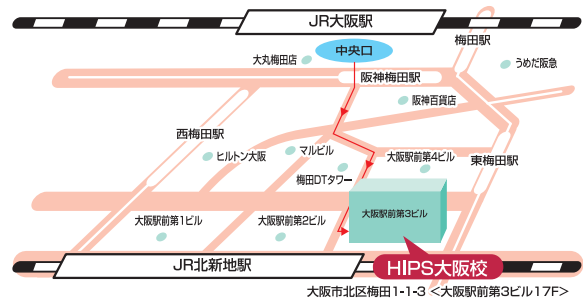 JR大阪駅
梅田駅
中央口
大丸梅田店
うめだ阪急
阪神梅田駅
阪神百貨店
西梅田駅
マルビル
ヒルトン大阪
大阪駅前第4ビル
東梅田駅
梅田DTタワー
大阪駅前第3ビル
大阪駅前第1ビル
大阪駅前第2ビル
JR北新地駅
HIPS大阪校
大阪市北区梅田1-1-3 <大阪駅前第3ビル17F>